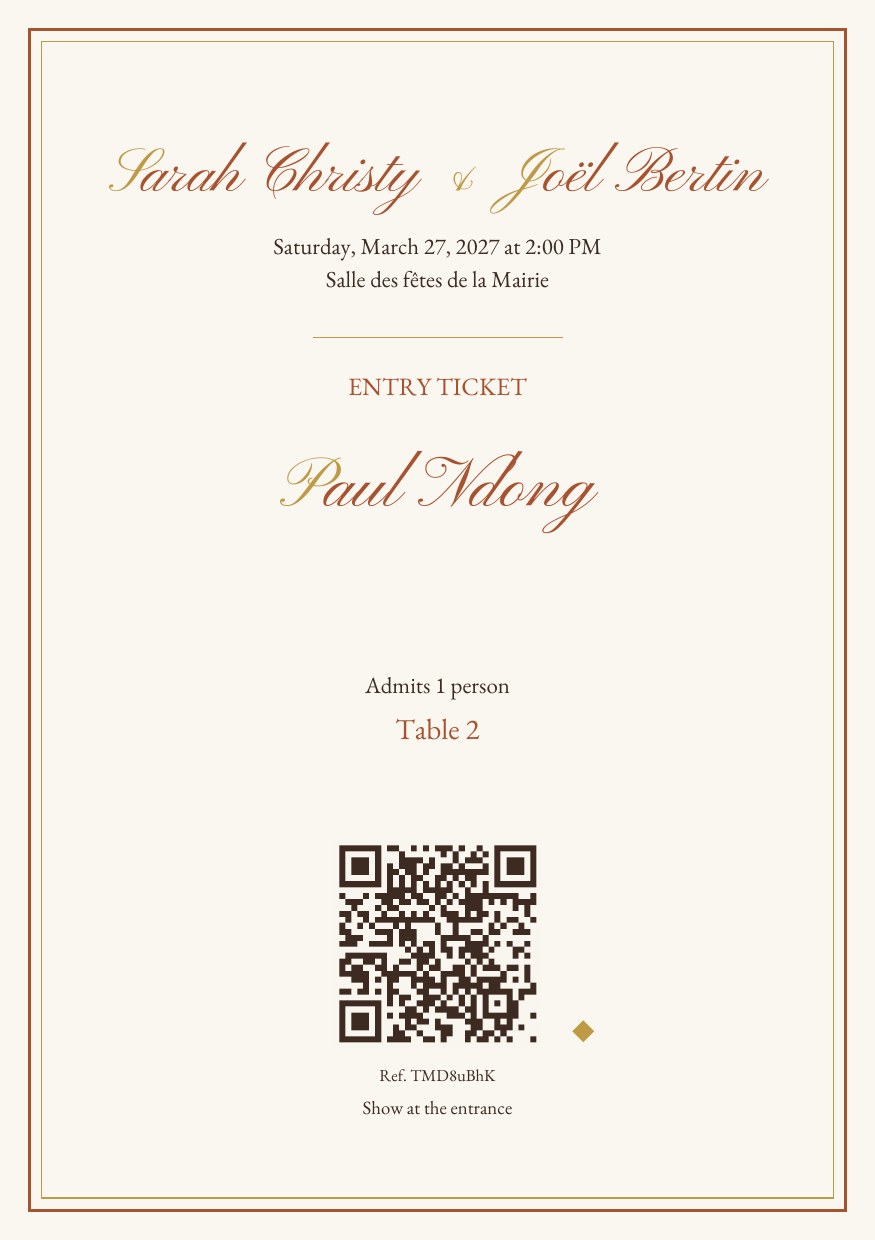 Sarah Christy & Joël Bertin
Saturday, March 27, 2027 at 2:00 PM
Salle des fêtes de la Mairie
ENTRY TICKET
Paul Ndong
Admits 1 person
Table 2
Ref. TMD8uBhK
Show at the entrance